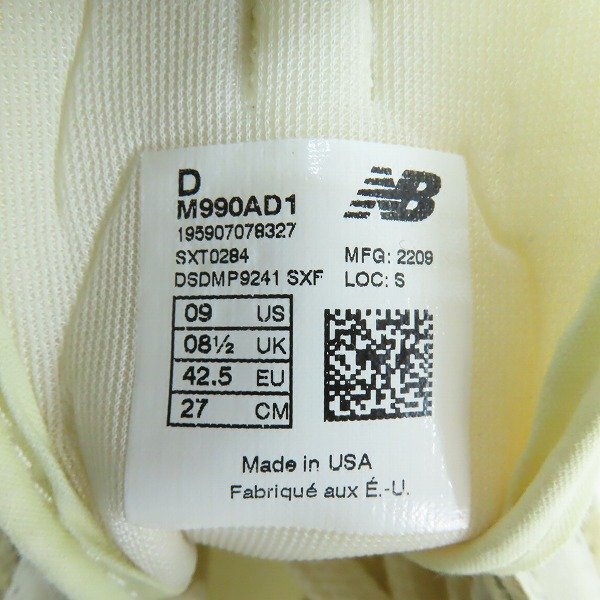 D
M990AD1
195907078327
SXT0284
DSDMP9241 SXF
NB
MFG: 2209
LOC: S
09 US
08½ UK
42.5 EU
27 CM
Made in USA
Fabriqué aux É.-U.